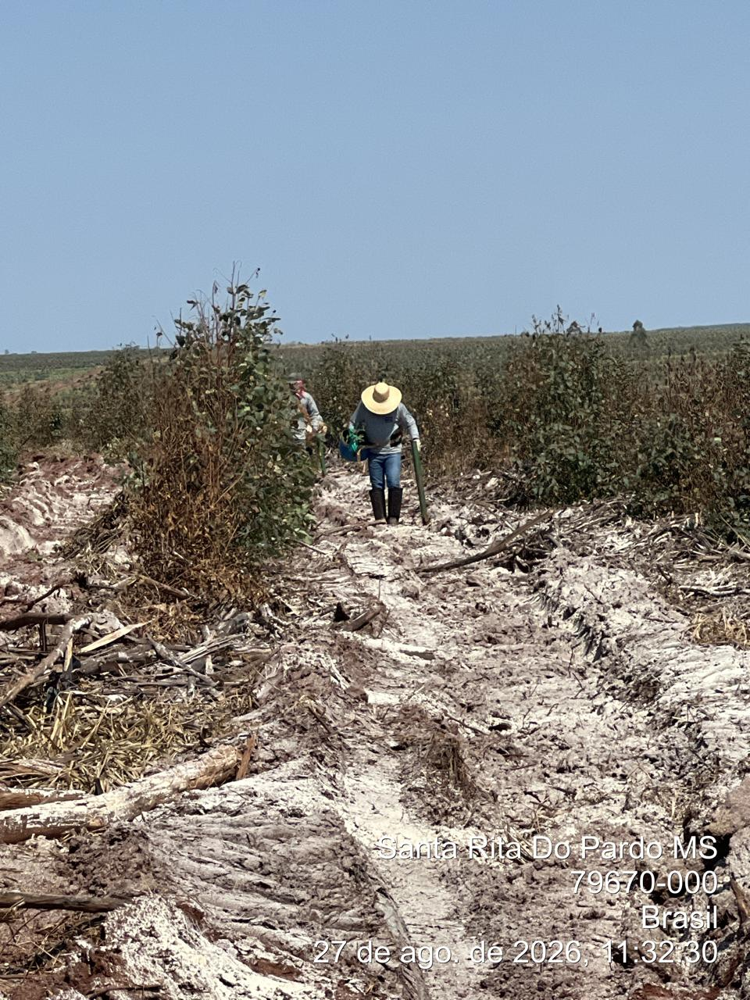 Santa Rita Do Pardo MS
79670-000
Brasil
27 de ago. de 2026, 11:32:30